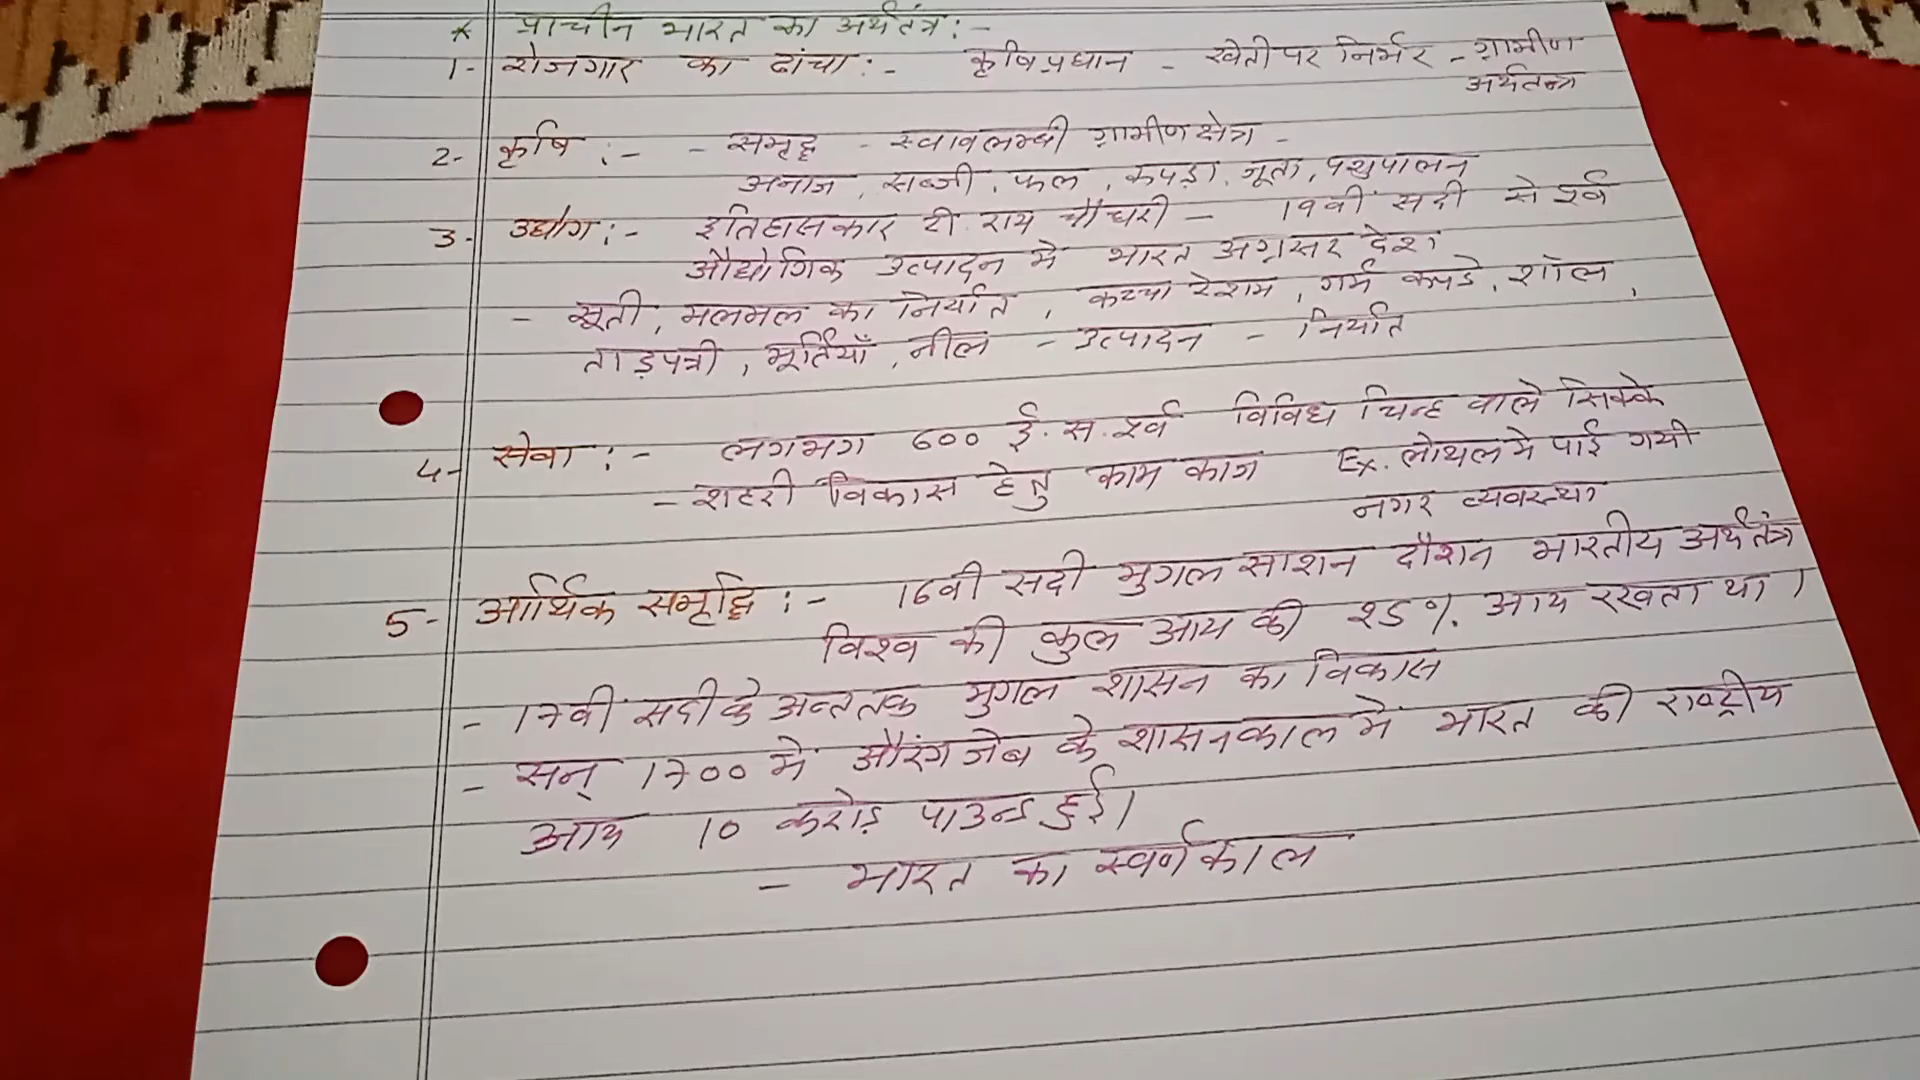 * प्राचीन भारत का अर्थतंत्र :-
1- रोजगार का ढांचा :- कृषिप्रधान - खेती पर निर्भर - ग्रामीण
अर्थतन्त्र
2- कृषि :- - समृद्ध - स्वावलम्बी ग्रामीण क्षेत्र -
अनाज, सब्जी, फल, कपड़ा, जूता, पशुपालन
3- उद्योग :- इतिहासकार टी. राय चौधरी - 19वीं सदी से पूर्व
औद्योगिक उत्पादन में भारत अग्रसर देश
- सूती, मलमल का निर्यात, कच्चा रेशम, गर्म कपडे, शॉल,
ताड़पत्री, मूर्तियाँ, नील - उत्पादन - निर्यात
4- सेवा :- लगभग 600 ई.स.पूर्व विविध चिन्ह वाले सिक्के
- शहरी विकास हेतु काम काज Ex. लोथल मे पाई गयी
नगर व्यवस्था
5- आर्थिक समृद्धि :- 16वी सदी मुगल साशन दौरान भारतीय अर्थतंत्र
विश्व की कुल आय की 25%. आय रखता था।
- 17वी सदी के अन्त तक मुगल शासन का विकास
- सन् 1700 में औरंगजेब के शासनकाल में भारत की राष्ट्रीय
आय 10 करोड़ पाउन्ड हुई।
- भारत का स्वर्णकाल